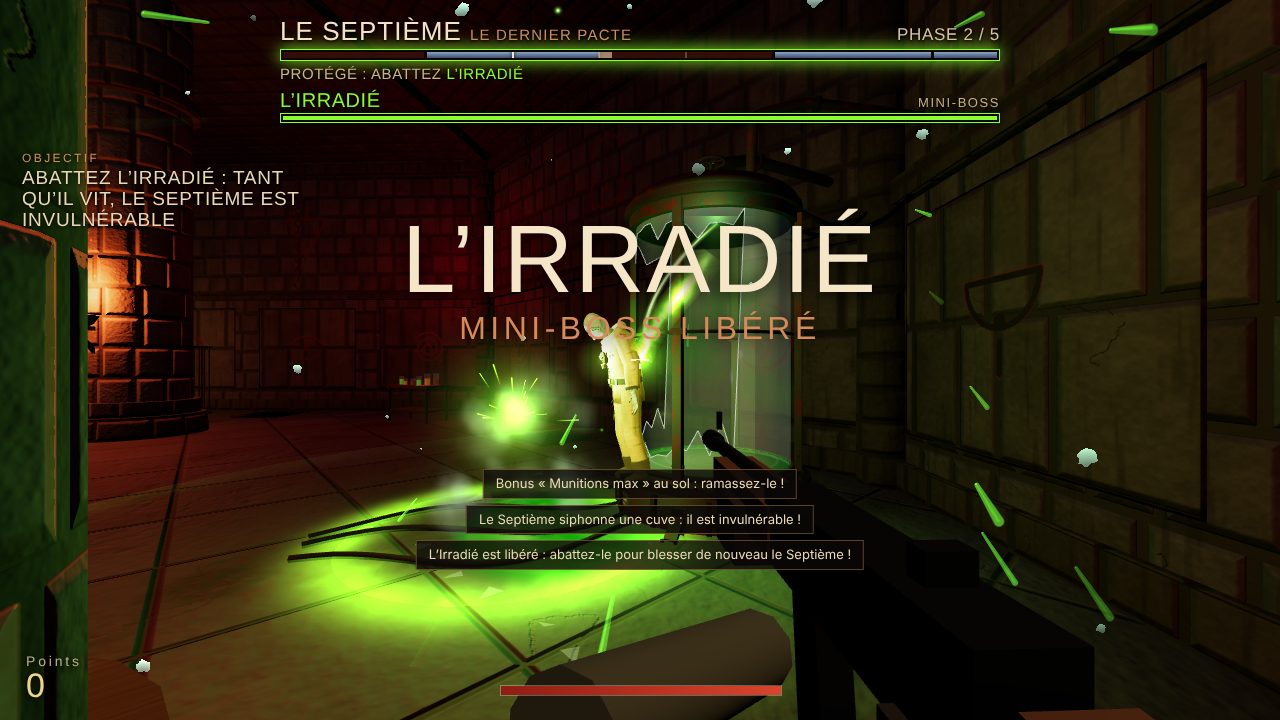 LE SEPTIÈME LE DERNIER PACTE
PHASE 2 / 5
PROTÉGÉ : ABATTEZ L’IRRADIÉ
L’IRRADIÉ
MINI-BOSS
OBJECTIF
ABATTEZ L’IRRADIÉ : TANT
QU’IL VIT, LE SEPTIÈME EST
INVULNÉRABLE
L’IRRADIÉ
MINI-BOSS LIBÉRÉ
Bonus « Munitions max » au sol : ramassez-le !
Le Septième siphonne une cuve : il est invulnérable !
L’Irradié est libéré : abattez-le pour blesser de nouveau le Septième !
Points
0